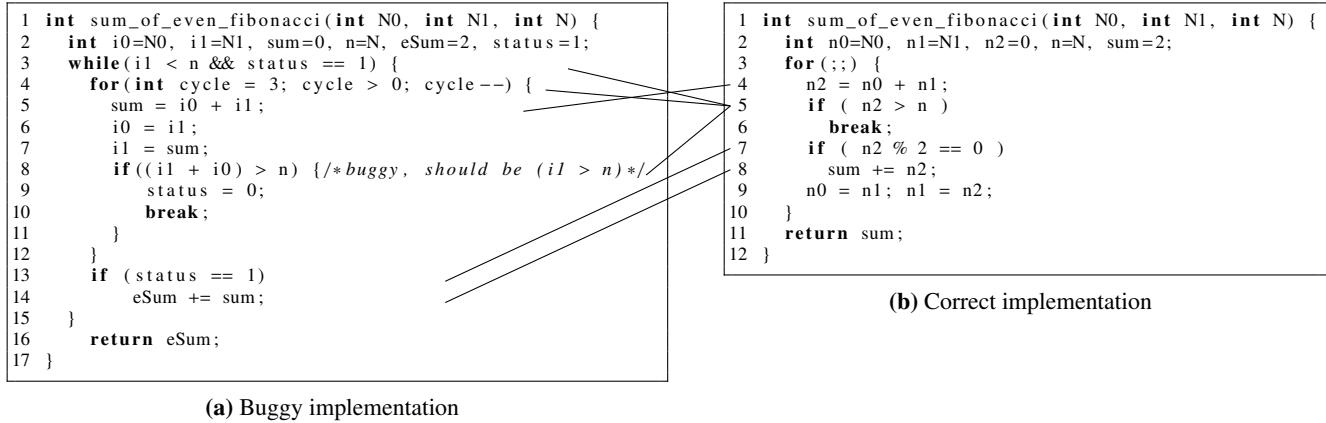 1 int sum_of_even_fibonacci(int N0, int N1, int N) {
2 int i0=N0, i1=N1, sum=0, n=N, eSum=2, status=1;
3 while(i1 < n && status == 1) {
4 for(int cycle = 3; cycle > 0; cycle--) {
5 sum = i0 + i1;
6 i0 = i1;
7 i1 = sum;
8 if((i1 + i0) > n) {/*buggy, should be (i1 > n)*/
9 status = 0;
10 break;
11 }
12 }
13 if (status == 1)
14 eSum += sum;
15 }
16 return eSum;
17 }
(a) Buggy implementation
1 int sum_of_even_fibonacci(int N0, int N1, int N) {
2 int n0=N0, n1=N1, n2=0, n=N, sum=2;
3 for(;;) {
4 n2 = n0 + n1;
5 if ( n2 > n )
6 break;
7 if ( n2 % 2 == 0 )
8 sum += n2;
9 n0 = n1; n1 = n2;
10 }
11 return sum;
12 }
(b) Correct implementation